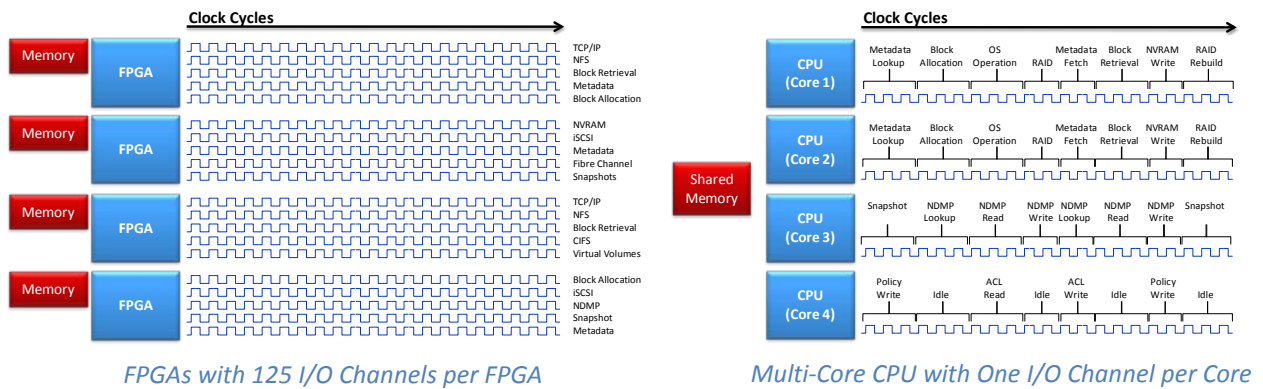 Clock Cycles
Memory
FPGA
TCP/IP
NFS
Block Retrieval
Metadata
Block Allocation
Memory
FPGA
NVRAM
iSCSI
Metadata
Fibre Channel
Snapshots
Memory
FPGA
TCP/IP
NFS
Block Retrieval
CIFS
Virtual Volumes
Memory
FPGA
Block Allocation
iSCSI
NDMP
Snapshot
Metadata
FPGAs with 125 I/O Channels per FPGA
Clock Cycles
Shared
Memory
CPU
(Core 1)
Metadata Block OS Metadata Block NVRAM RAID
Lookup Allocation Operation RAID Fetch Retrieval Write Rebuild
CPU
(Core 2)
Metadata Block OS Metadata Block NVRAM RAID
Lookup Allocation Operation RAID Fetch Retrieval Write Rebuild
CPU
(Core 3)
Snapshot NDMP NDMP NDMP NDMP NDMP NDMP Snapshot
Lookup Read Write Lookup Read Write
CPU
(Core 4)
Policy ACL ACL Policy
Write Idle Read Idle Write Idle Write Idle
Multi-Core CPU with One I/O Channel per Core